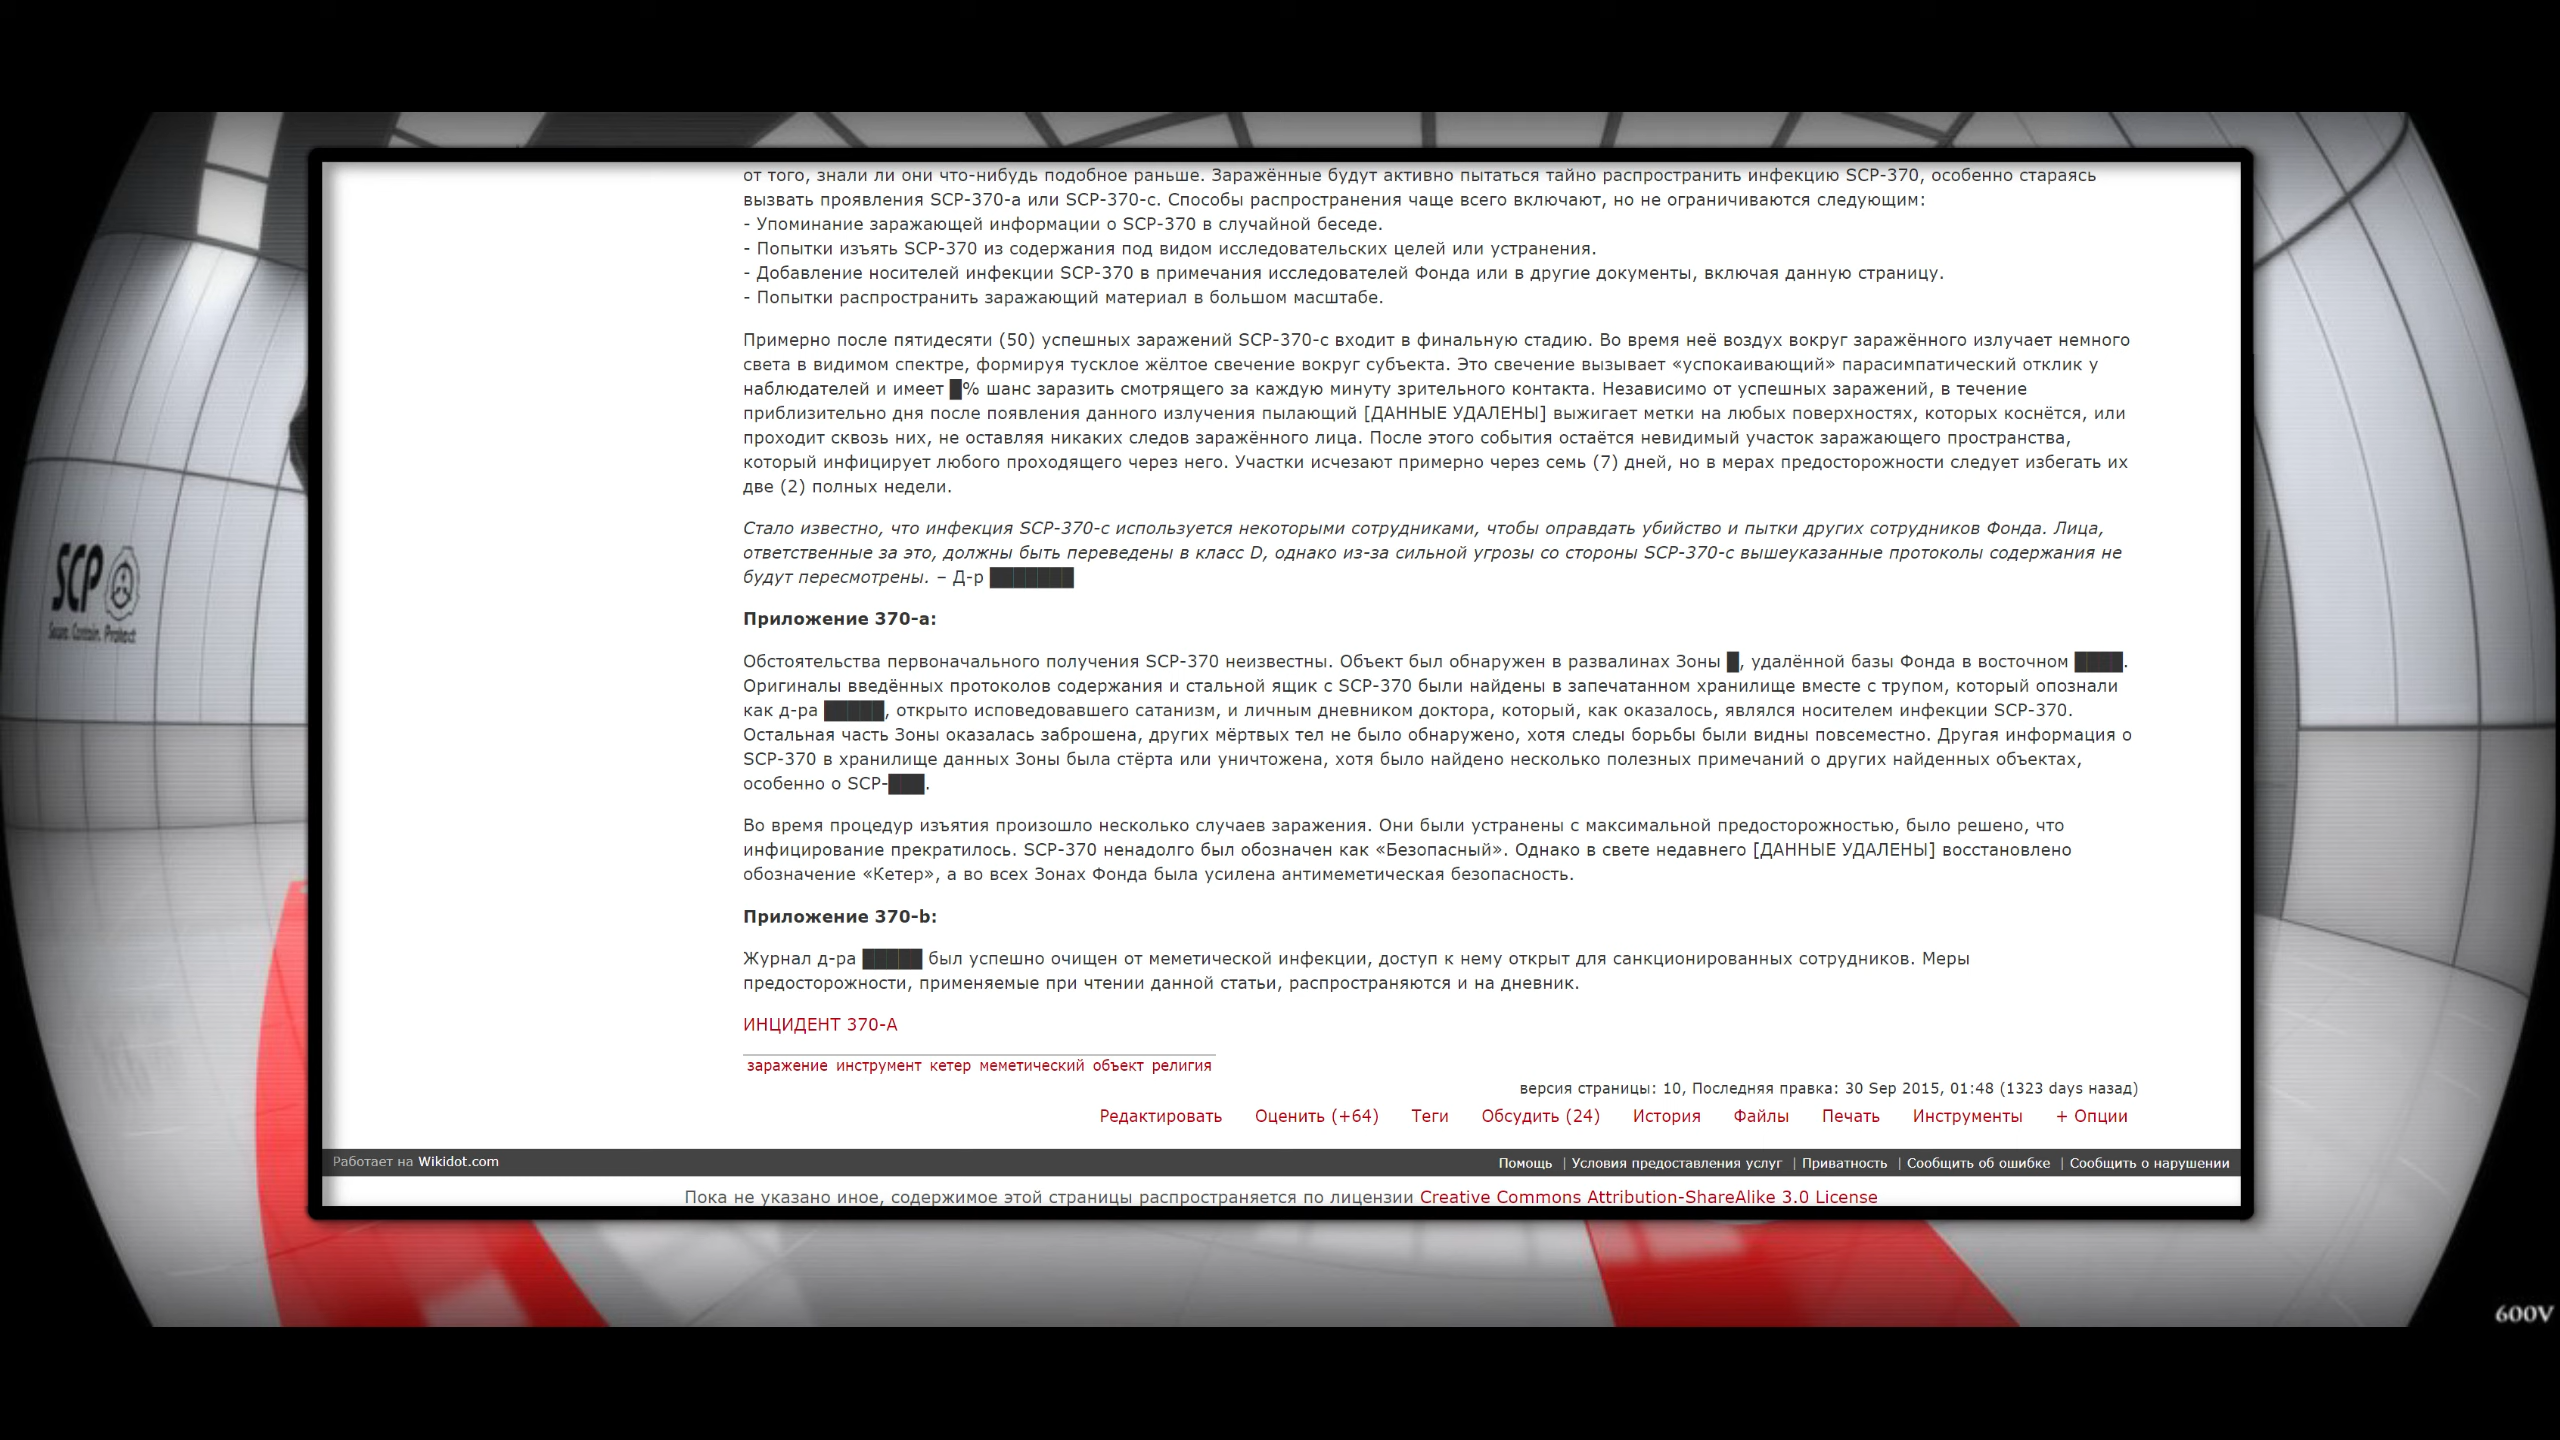 от того, знали ли они что-нибудь подобное раньше. Заражённые будут активно пытаться тайно распространить инфекцию SCP-370, особенно стараясь
вызвать проявления SCP-370-a или SCP-370-c. Способы распространения чаще всего включают, но не ограничиваются следующим:
- Упоминание заражающей информации о SCP-370 в случайной беседе.
- Попытки изъять SCP-370 из содержания под видом исследовательских целей или устранения.
- Добавление носителей инфекции SCP-370 в примечания исследователей Фонда или в другие документы, включая данную страницу.
- Попытки распространить заражающий материал в большом масштабе.
Примерно после пятидесяти (50) успешных заражений SCP-370-c входит в финальную стадию. Во время неё воздух вокруг заражённого излучает немного
света в видимом спектре, формируя тусклое жёлтое свечение вокруг субъекта. Это свечение вызывает «успокаивающий» парасимпатический отклик у
наблюдателей и имеет █% шанс заразить смотрящего за каждую минуту зрительного контакта. Независимо от успешных заражений, в течение
приблизительно дня после появления данного излучения пылающий [ДАННЫЕ УДАЛЕНЫ] выжигает метки на любых поверхностях, которых коснётся, или
проходит сквозь них, не оставляя никаких следов заражённого лица. После этого события остаётся невидимый участок заражающего пространства,
который инфицирует любого проходящего через него. Участки исчезают примерно через семь (7) дней, но в мерах предосторожности следует избегать их
две (2) полных недели.
Стало известно, что инфекция SCP-370-c используется некоторыми сотрудниками, чтобы оправдать убийство и пытки других сотрудников Фонда. Лица,
ответственные за это, должны быть переведены в класс D, однако из-за сильной угрозы со стороны SCP-370-c вышеуказанные протоколы содержания не
будут пересмотрены. – Д-р ███████
Приложение 370-a:
Обстоятельства первоначального получения SCP-370 неизвестны. Объект был обнаружен в развалинах Зоны █, удалённой базы Фонда в восточном ████.
Оригиналы введённых протоколов содержания и стальной ящик с SCP-370 были найдены в запечатанном хранилище вместе с трупом, который опознали
как д-ра █████, открыто исповедовавшего сатанизм, и личным дневником доктора, который, как оказалось, являлся носителем инфекции SCP-370.
Остальная часть Зоны оказалась заброшена, других мёртвых тел не было обнаружено, хотя следы борьбы были видны повсеместно. Другая информация о
SCP-370 в хранилище данных Зоны была стёрта или уничтожена, хотя было найдено несколько полезных примечаний о других найденных объектах,
особенно о SCP-███.
Во время процедур изъятия произошло несколько случаев заражения. Они были устранены с максимальной предосторожностью, было решено, что
инфицирование прекратилось. SCP-370 ненадолго был обозначен как «Безопасный». Однако в свете недавнего [ДАННЫЕ УДАЛЕНЫ] восстановлено
обозначение «Кетер», а во всех Зонах Фонда была усилена антимеметическая безопасность.
Приложение 370-b:
Журнал д-ра █████ был успешно очищен от меметической инфекции, доступ к нему открыт для санкционированных сотрудников. Меры
предосторожности, применяемые при чтении данной статьи, распространяются и на дневник.
ИНЦИДЕНТ 370-А
заражение инструмент кетер меметический объект религия
версия страницы: 10, Последняя правка: 30 Sep 2015, 01:48 (1323 days назад)
Редактировать Оценить (+64) Теги Обсудить (24) История Файлы Печать Инструменты + Опции
Работает на Wikidot.com
Помощь | Условия предоставления услуг | Приватность | Сообщить об ошибке | Сообщить о нарушении
Пока не указано иное, содержимое этой страницы распространяется по лицензии Creative Commons Attribution-ShareAlike 3.0 License
SCP
Secure. Contain. Protect
600V